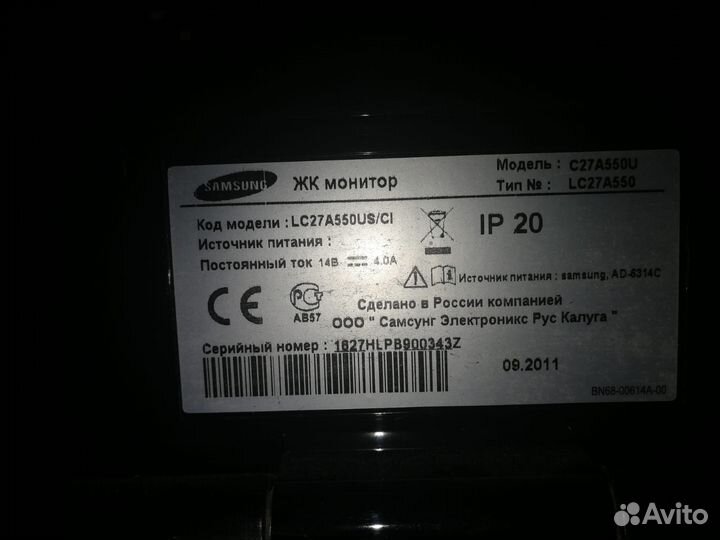 SAMSUNG ЖК монитор
Модель : C27A550U
Тип № : LC27A550
Код модели : LC27A550US/CI
Источник питания :
Постоянный ток 14В 4.0A
IP 20
Источник питания : samsung, AD-6314C
CE
РСТ
АВ57
Сделано в России компанией
ООО " Самсунг Электроникс Рус Калуга "
Серийный номер : 1627HLPB900343Z
09.2011
BN68-00614A-00
Avito